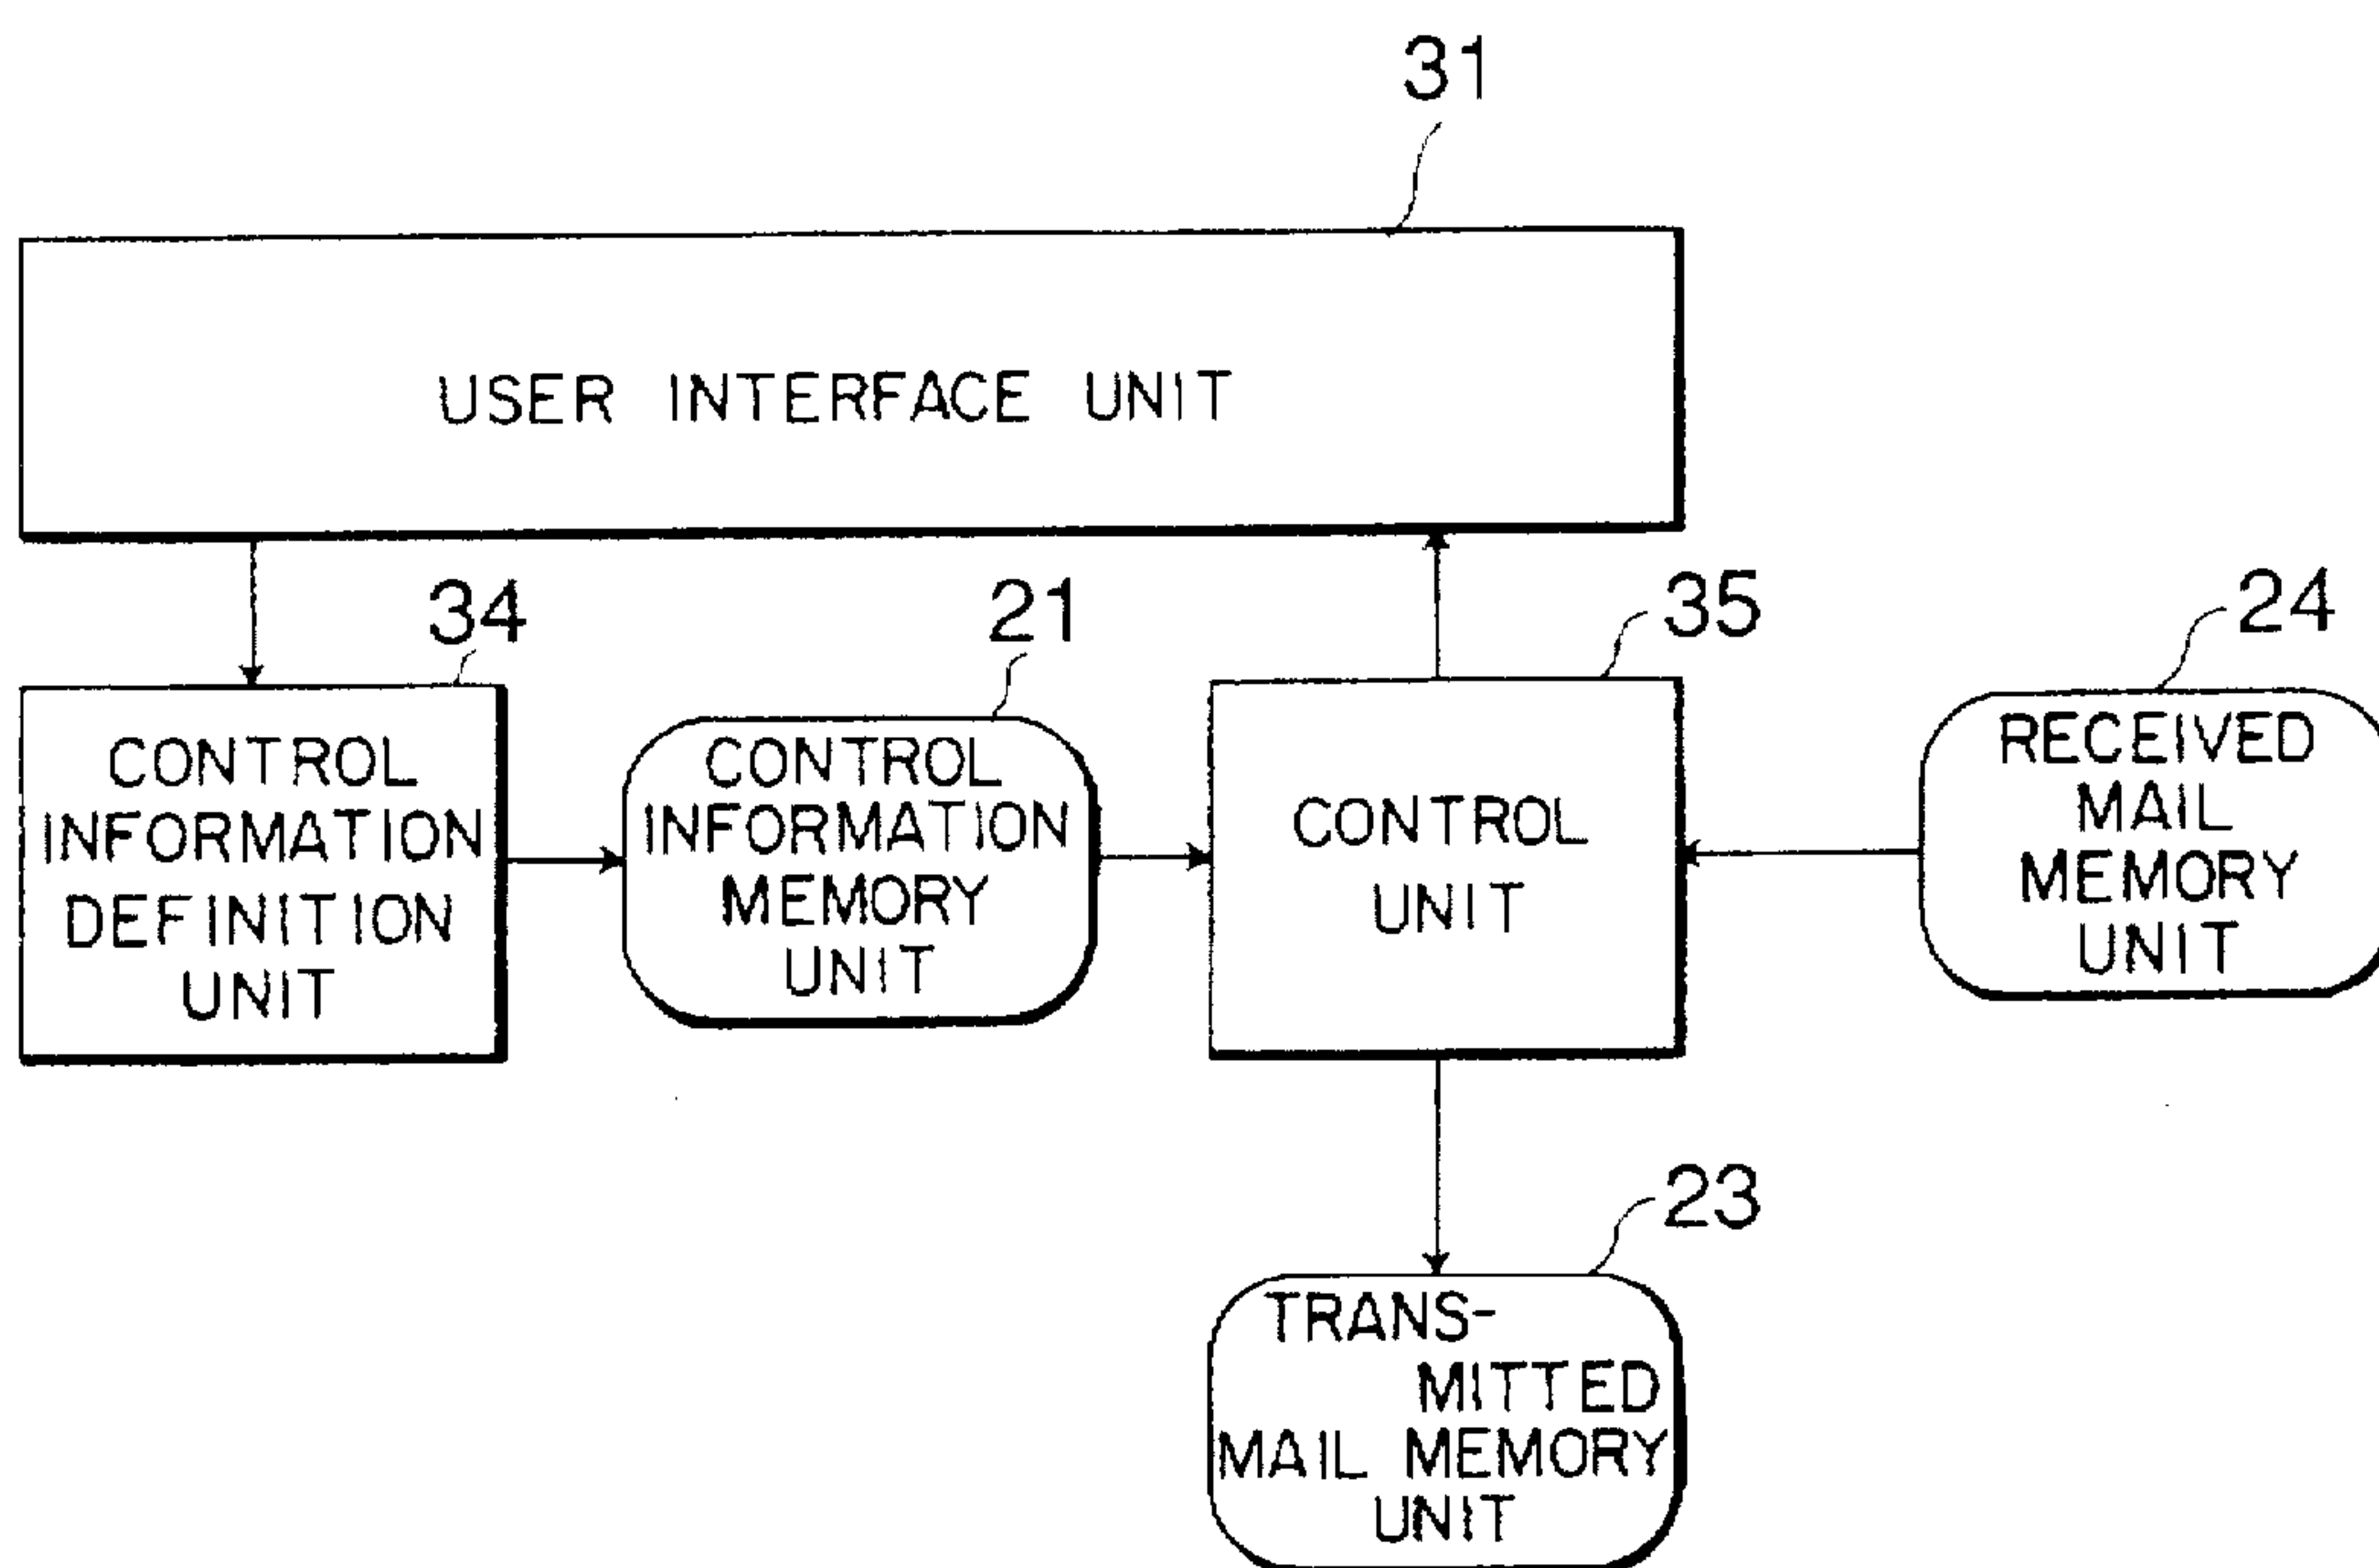 31
USER INTERFACE UNIT
34
21
35
24
CONTROL
INFORMATION
DEFINITION
UNIT
CONTROL
INFORMATION
MEMORY
UNIT
CONTROL
UNIT
RECEIVED
MAIL
MEMORY
UNIT
23
TRANS-
MITTED
MAIL MEMORY
UNIT